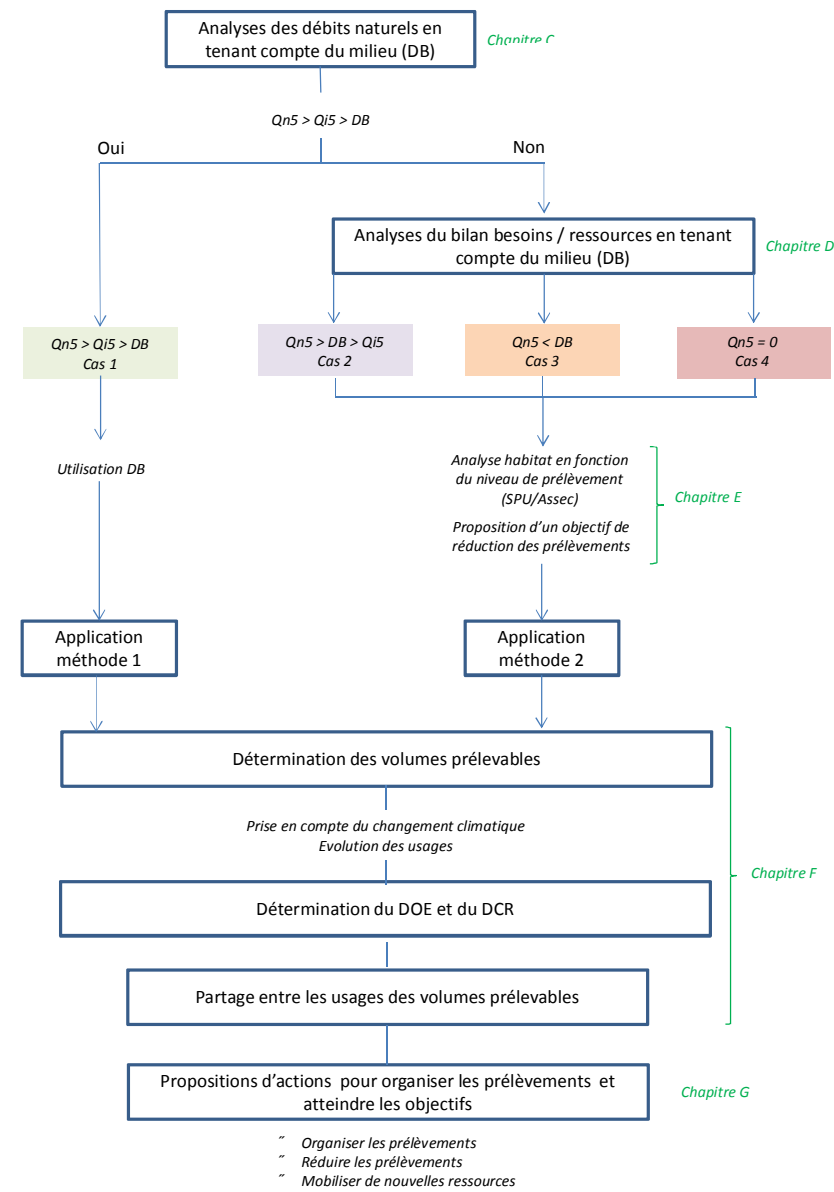 Analyses des débits naturels en
tenant compte du milieu (DB)
Chapitre C
Qn5 > Qi5 > DB
Oui
Non
Analyses du bilan besoins / ressources en tenant
compte du milieu (DB)
Chapitre D
Qn5 > Qi5 > DB
Cas 1
Qn5 > DB > Qi5
Cas 2
Qn5 < DB
Cas 3
Qn5 = 0
Cas 4
Utilisation DB
Analyse habitat en fonction
du niveau de prélèvement
(SPU/Assec)
Proposition d’un objectif de
réduction des prélèvements
Chapitre E
Application
méthode 1
Application
méthode 2
Détermination des volumes prélevables
Prise en compte du changement climatique
Evolution des usages
Chapitre F
Détermination du DOE et du DCR
Partage entre les usages des volumes prélevables
Propositions d’actions pour organiser les prélèvements et
atteindre les objectifs
Chapitre G
˝ Organiser les prélèvements
˝ Réduire les prélèvements
˝ Mobiliser de nouvelles ressources